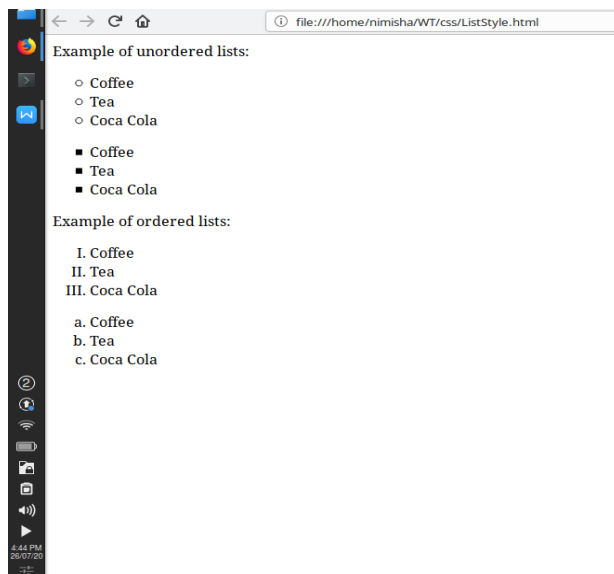 file:///home/nimisha/WT/css/ListStyle.html
Example of unordered lists:
Coffee
Tea
Coca Cola
Coffee
Tea
Coca Cola
Example of ordered lists:
I. Coffee
II. Tea
III. Coca Cola
a. Coffee
b. Tea
c. Coca Cola
2
4:44 PM
26/07/20